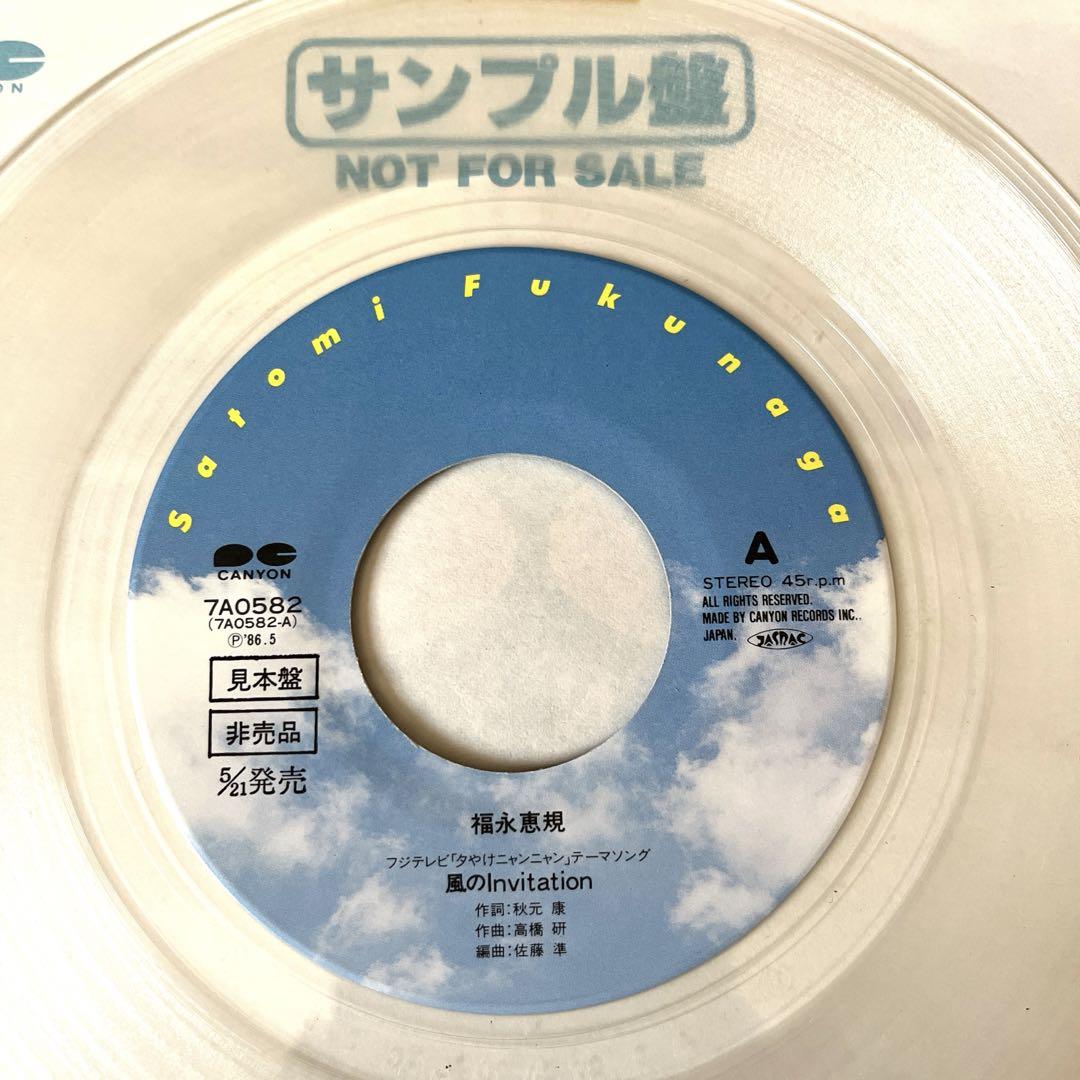 サンプル盤
NOT FOR SALE
Satomi Fukunaga
PC
CANYON
7A0582
(7A0582-A)
Ⓟ'86.5
見本盤
非売品
5/21発売
A
STEREO 45r.p.m
ALL RIGHTS RESERVED.
MADE BY CANYON RECORDS INC.,
JAPAN. JASRAC
福永恵規
フジテレビ「夕やけニャンニャン」テーマソング
風のInvitation
作詞:秋元 康
作曲:高橋 研
編曲:佐藤 準